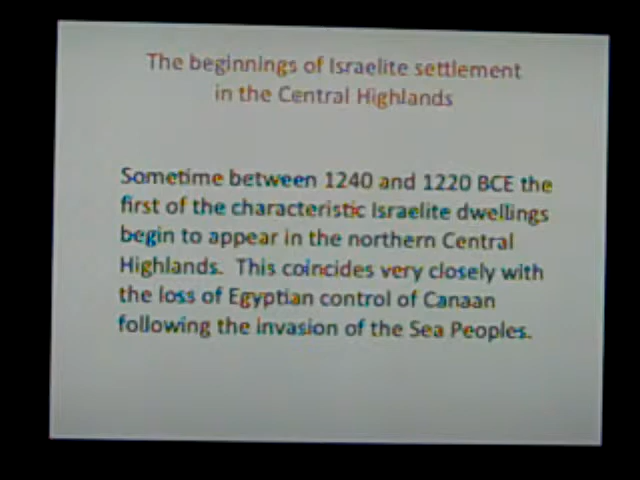 The beginnings of Israelite settlement
in the Central Highlands
Sometime between 1240 and 1220 BCE the
first of the characteristic Israelite dwellings
begin to appear in the northern Central
Highlands. This coincides very closely with
the loss of Egyptian control of Canaan
following the invasion of the Sea Peoples.